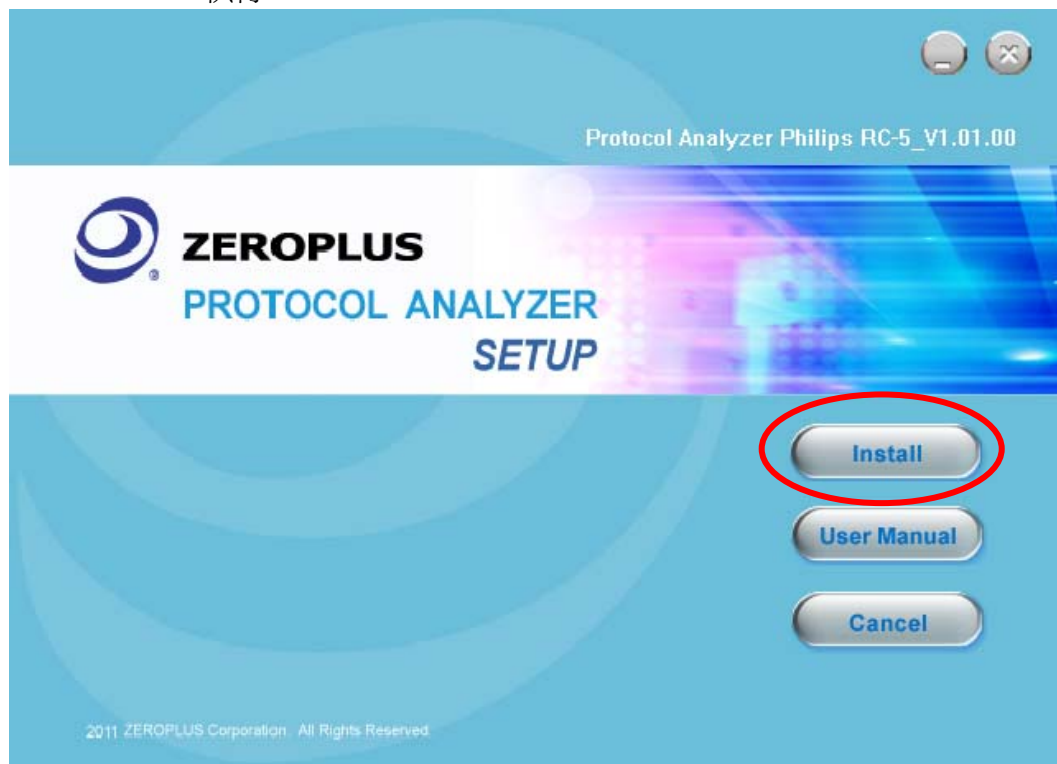 Protocol Analyzer Philips RC-5_V1.01.00
ZEROPLUS
®
PROTOCOL ANALYZER
SETUP
Install
User Manual
Cancel
2011 ZEROPLUS Corporation. All Rights Reserved